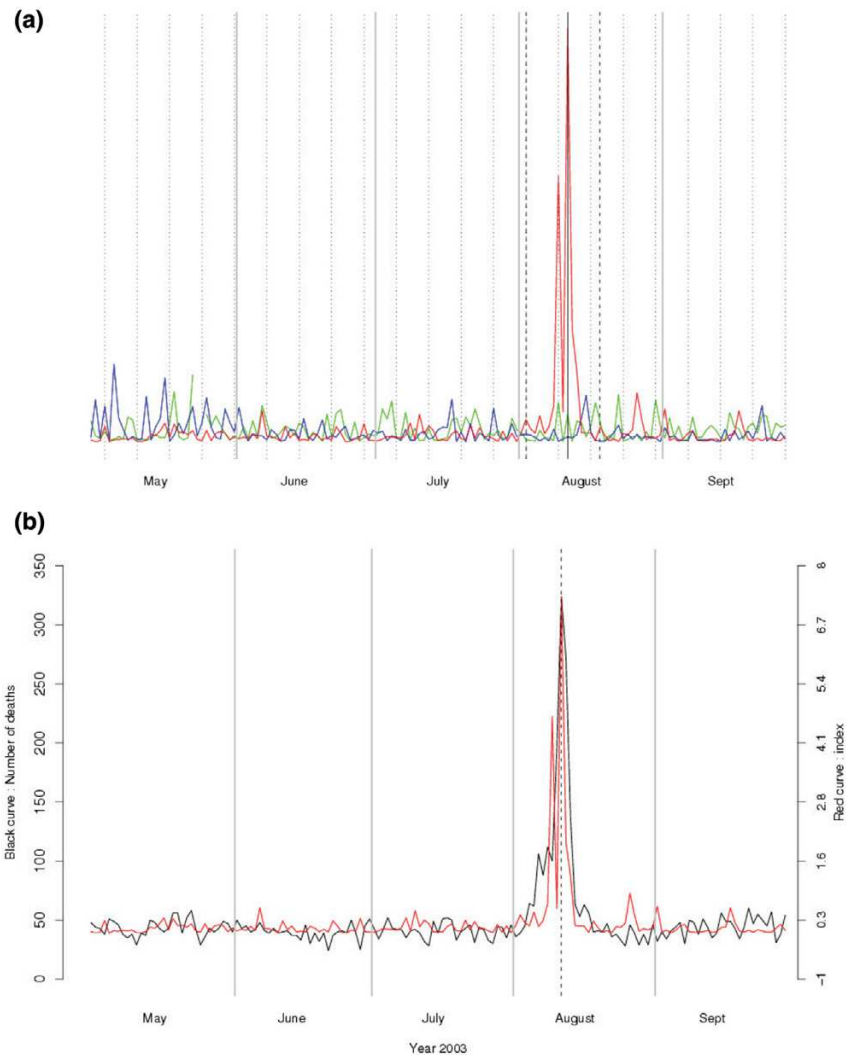 (a)
May June July August Sept
(b)
Black curve : Number of deaths
350
300
250
200
150
100
50
0
8
6.7
5.4
4.1
2.8
1.6
0.3
−1
Red curve : index
May June July August Sept
Year 2003